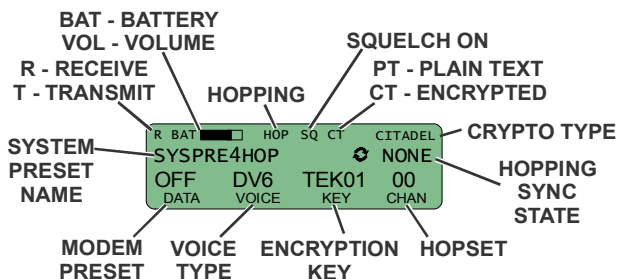 BAT - BATTERY
VOL - VOLUME
R - RECEIVE
T - TRANSMIT
HOPPING
SQUELCH ON
PT - PLAIN TEXT
CT - ENCRYPTED
R BAT HOP SQ CT CITADEL
CRYPTO TYPE
SYSTEM
PRESET
NAME
SYSPRE4HOP NONE
HOPPING
SYNC
STATE
OFF DV6 TEK01 00
DATA VOICE KEY CHAN
MODEM
PRESET
VOICE
TYPE
ENCRYPTION
KEY
HOPSET